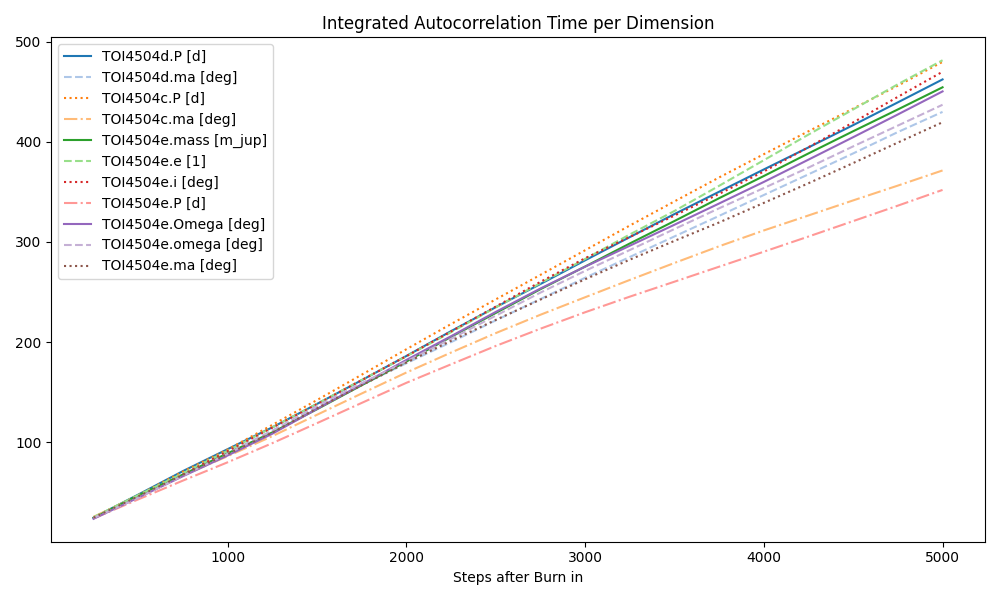 Integrated Autocorrelation Time per Dimension
500
400
300
200
100
TOI4504d.P [d]
TOI4504d.ma [deg]
TOI4504c.P [d]
TOI4504c.ma [deg]
TOI4504e.mass [m_jup]
TOI4504e.e [1]
TOI4504e.i [deg]
TOI4504e.P [d]
TOI4504e.Omega [deg]
TOI4504e.omega [deg]
TOI4504e.ma [deg]
1000 2000 3000 4000 5000
Steps after Burn in